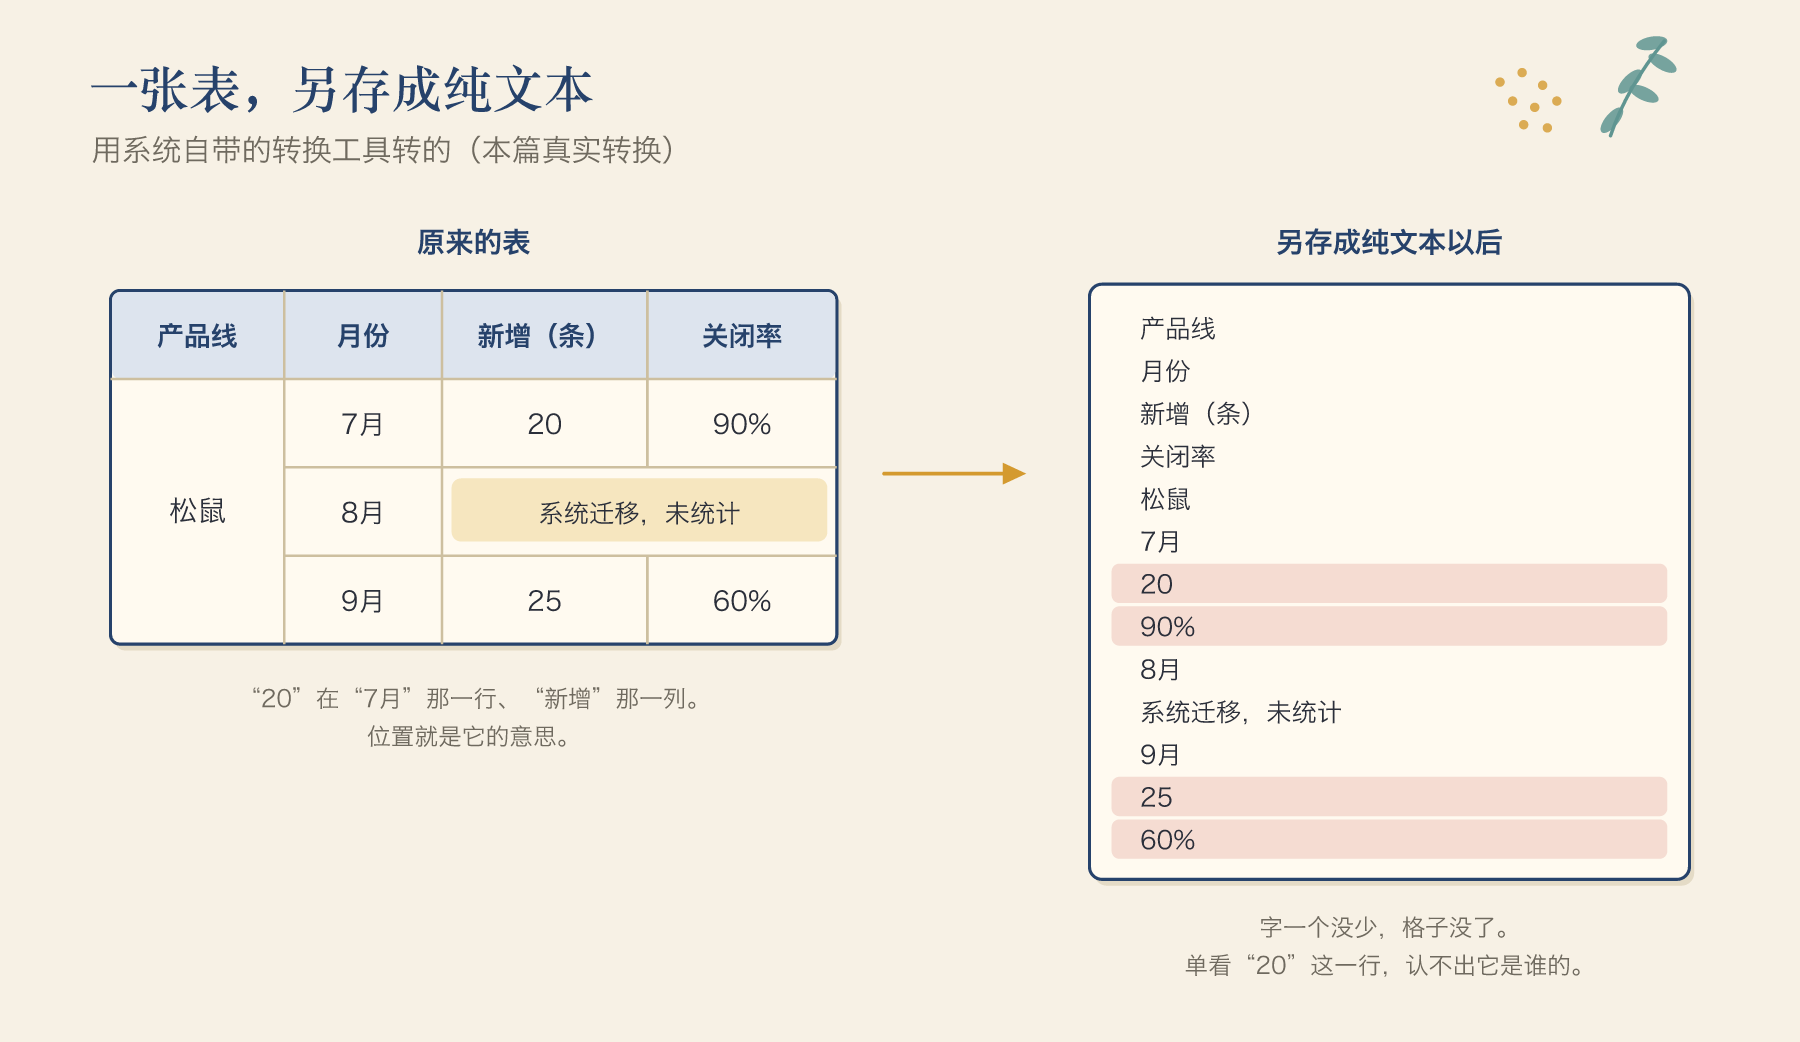 一张表，另存成纯文本
用系统自带的转换工具转的（本篇真实转换）
原来的表
产品线 月份 新增（条） 关闭率
松鼠
7月 20 90%
8月 系统迁移，未统计
9月 25 60%
“20”在“7月”那一行、“新增”那一列。
位置就是它的意思。
另存成纯文本以后
产品线
月份
新增（条）
关闭率
松鼠
7月
20
90%
8月
系统迁移，未统计
9月
25
60%
字一个没少，格子没了。
单看“20”这一行，认不出它是谁的。